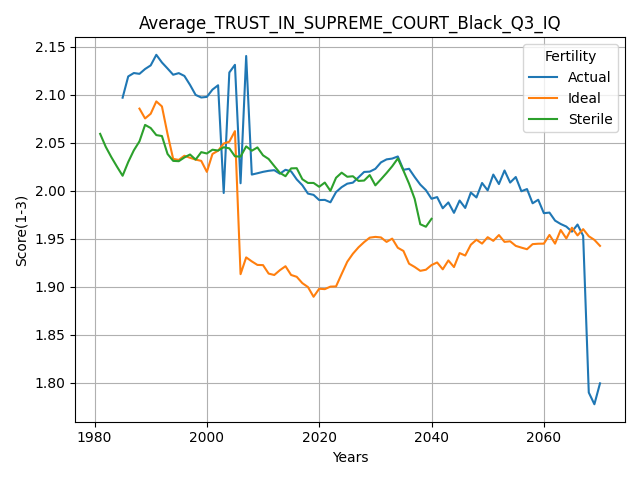 Average_TRUST_IN_SUPREME_COURT_Black_Q3_IQ
Fertility
Actual
Ideal
Sterile
Score(1-3)
2.15
2.10
2.05
2.00
1.95
1.90
1.85
1.80
1980
2000
2020
2040
2060
Years